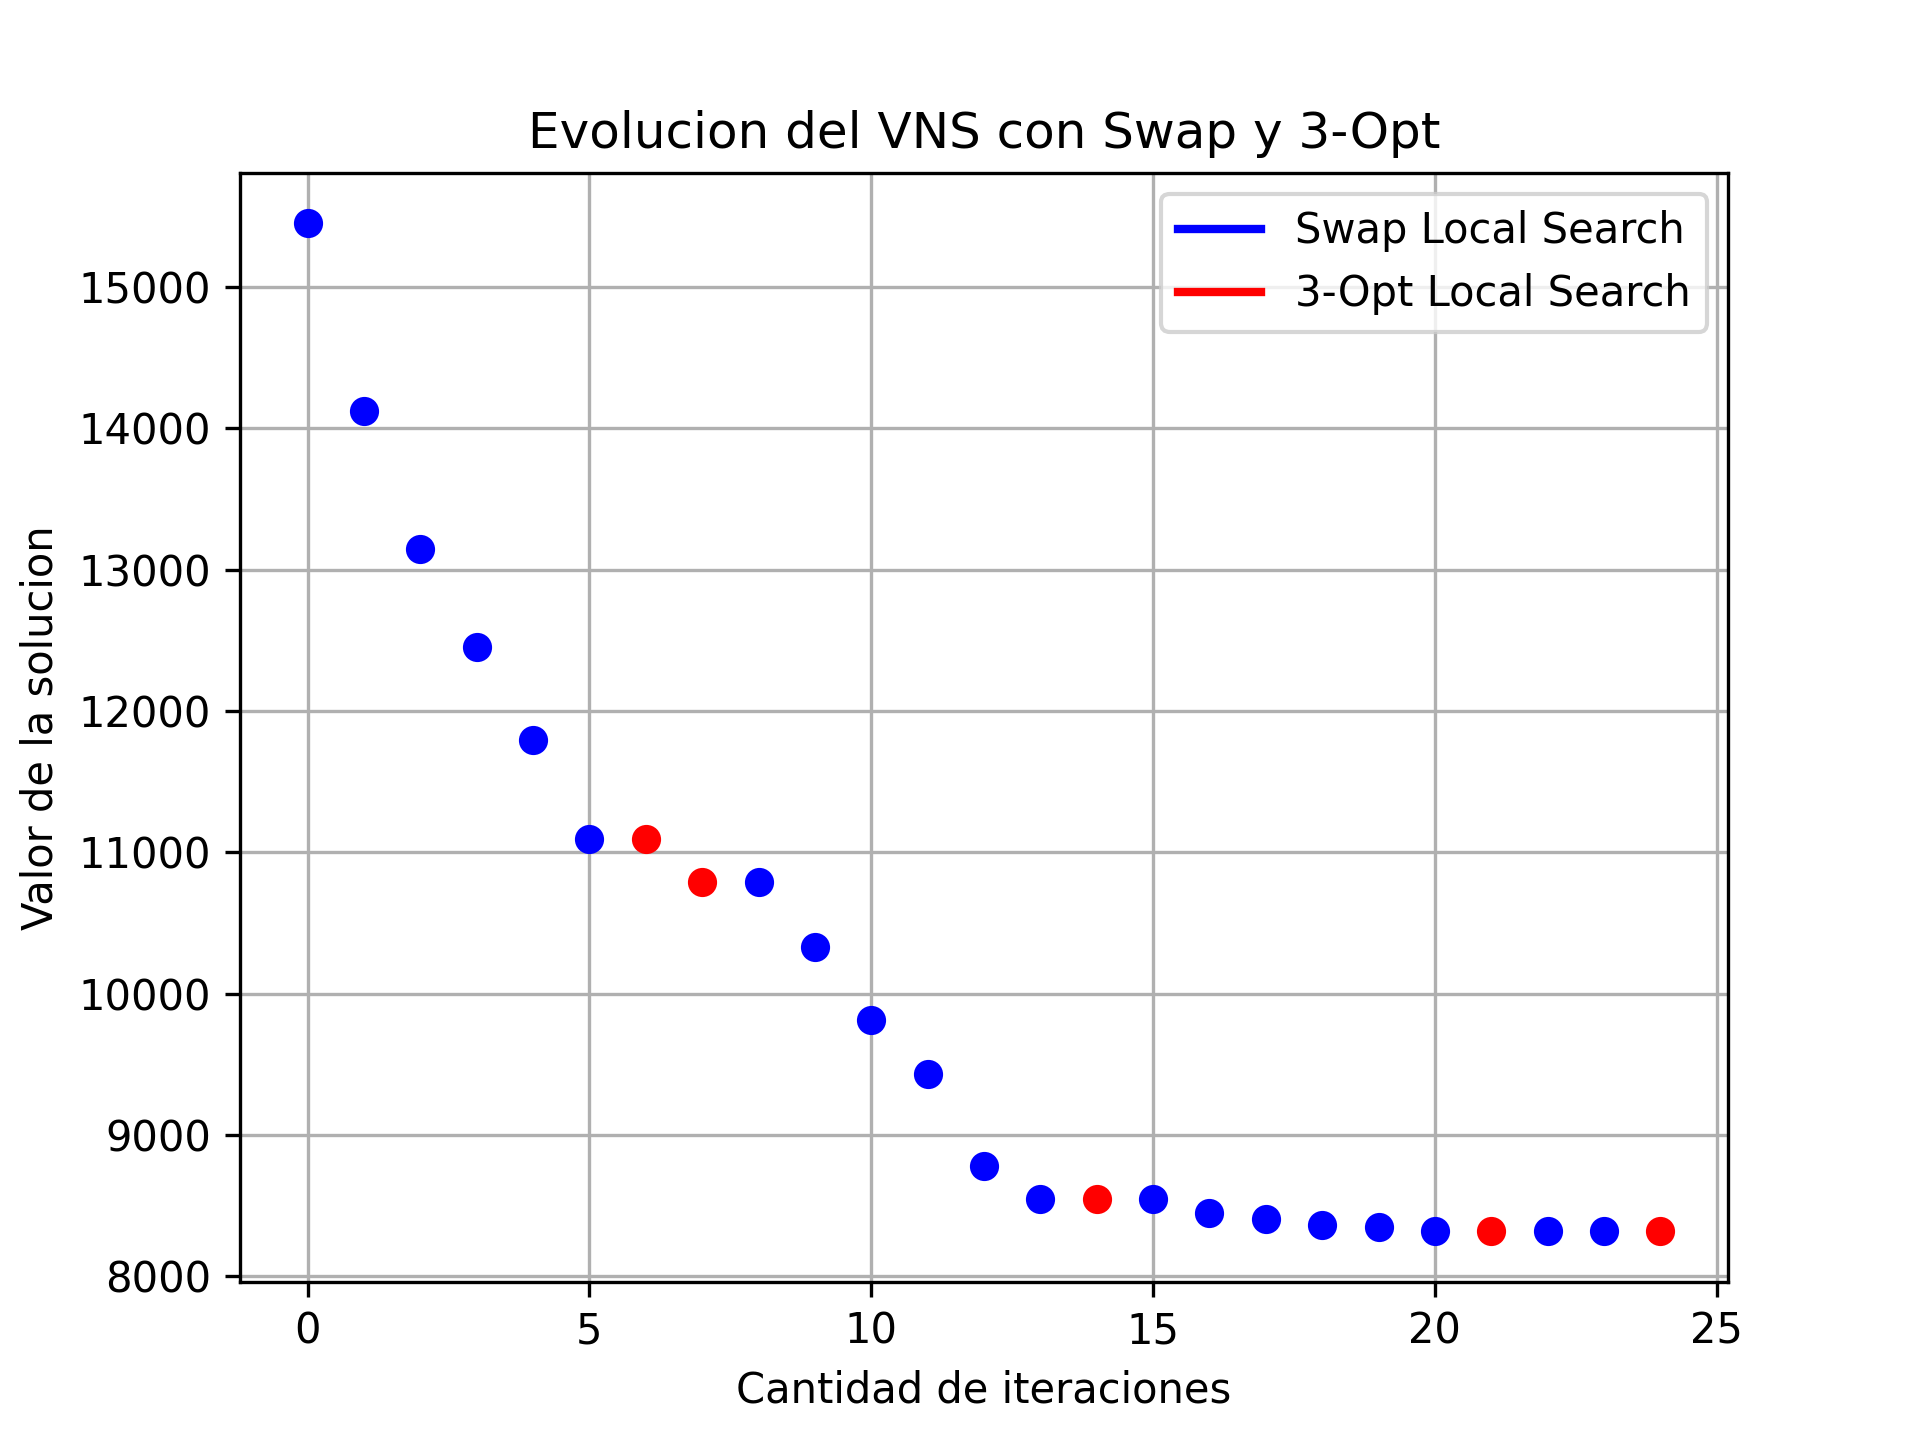 Evolucion del VNS con Swap y 3-Opt
Swap Local Search
3-Opt Local Search
Valor de la solucion
15000
14000
13000
12000
11000
10000
9000
8000
0 5 10 15 20 25
Cantidad de iteraciones